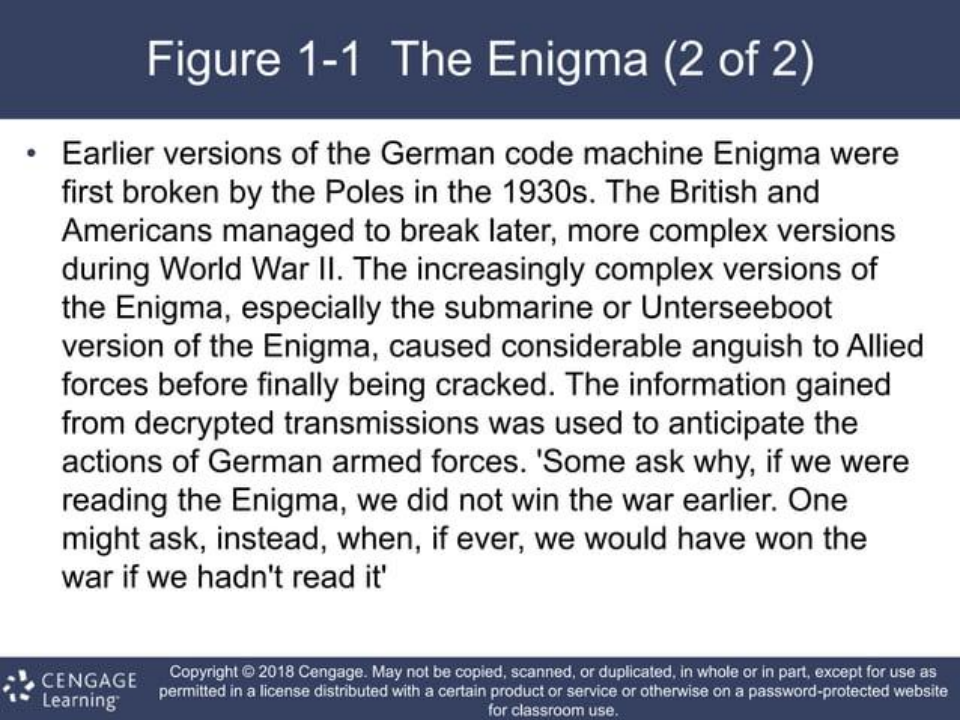 Figure 1-1 The Enigma (2 of 2)
• Earlier versions of the German code machine Enigma were
first broken by the Poles in the 1930s. The British and
Americans managed to break later, more complex versions
during World War II. The increasingly complex versions of
the Enigma, especially the submarine or Unterseeboot
version of the Enigma, caused considerable anguish to Allied
forces before finally being cracked. The information gained
from decrypted transmissions was used to anticipate the
actions of German armed forces. 'Some ask why, if we were
reading the Enigma, we did not win the war earlier. One
might ask, instead, when, if ever, we would have won the
war if we hadn't read it'
CENGAGE
Learning™
Copyright © 2018 Cengage. May not be copied, scanned, or duplicated, in whole or in part, except for use as
permitted in a license distributed with a certain product or service or otherwise on a password-protected website
for classroom use.